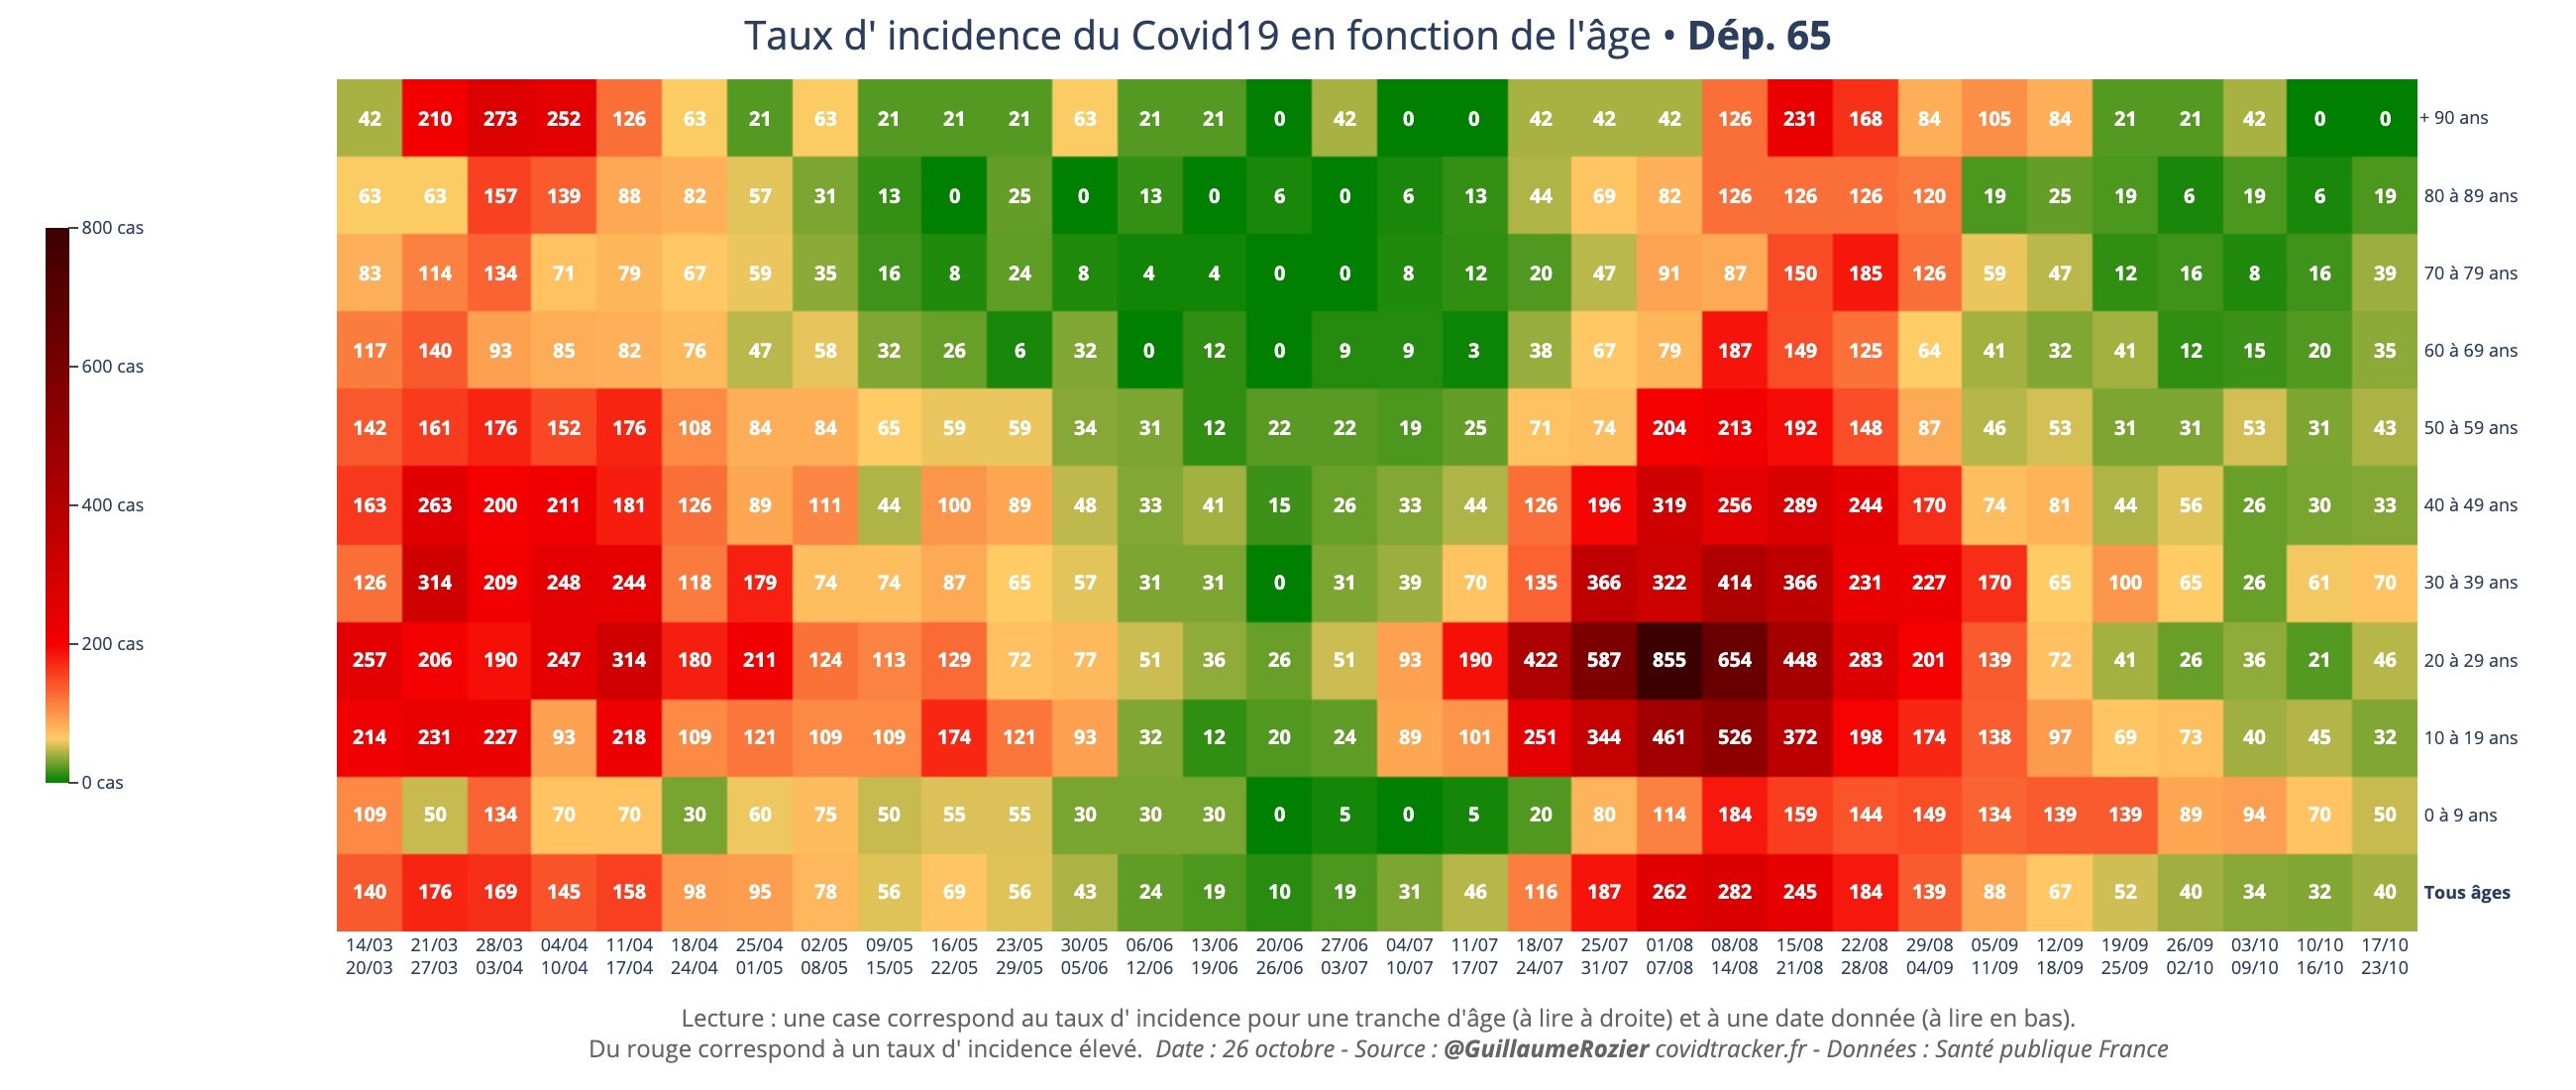 Taux d' incidence du Covid19 en fonction de l'âge • Dép. 65
800 cas
600 cas
400 cas
200 cas
0 cas
42 210 273 252 126 63 21 63 21 21 21 63 21 21 0 42 0 0 42 42 42 126 231 168 84 105 84 21 21 42 0 0 + 90 ans
63 63 157 139 88 82 57 31 13 0 25 0 13 0 6 0 6 13 44 69 82 126 126 126 120 19 25 19 6 19 6 19 80 à 89 ans
83 114 134 71 79 67 59 35 16 8 24 8 4 4 0 0 8 12 20 47 91 87 150 185 126 59 47 12 16 8 16 39 70 à 79 ans
117 140 93 85 82 76 47 58 32 26 6 32 0 12 0 9 9 3 38 67 79 187 149 125 64 41 32 41 12 15 20 35 60 à 69 ans
142 161 176 152 176 108 84 84 65 59 59 34 31 12 22 22 19 25 71 74 204 213 192 148 87 46 53 31 31 53 31 43 50 à 59 ans
163 263 200 211 181 126 89 111 44 100 89 48 33 41 15 26 33 44 126 196 319 256 289 244 170 74 81 44 56 26 30 33 40 à 49 ans
126 314 209 248 244 118 179 74 74 87 65 57 31 31 0 31 39 70 135 366 322 414 366 231 227 170 65 100 65 26 61 70 30 à 39 ans
257 206 190 247 314 180 211 124 113 129 72 77 51 36 26 51 93 190 422 587 855 654 448 283 201 139 72 41 26 36 21 46 20 à 29 ans
214 231 227 93 218 109 121 109 109 174 121 93 32 12 20 24 89 101 251 344 461 526 372 198 174 138 97 69 73 40 45 32 10 à 19 ans
109 50 134 70 70 30 60 75 50 55 55 30 30 30 0 5 0 5 20 80 114 184 159 144 149 134 139 139 89 94 70 50 0 à 9 ans
140 176 169 145 158 98 95 78 56 69 56 43 24 19 10 19 31 46 116 187 262 282 245 184 139 88 67 52 40 34 32 40 Tous âges
14/03 21/03 28/03 04/04 11/04 18/04 25/04 02/05 09/05 16/05 23/05 30/05 06/06 13/06 20/06 27/06 04/07 11/07 18/07 25/07 01/08 08/08 15/08 22/08 29/08 05/09 12/09 19/09 26/09 03/10 10/10 17/10
20/03 27/03 03/04 10/04 17/04 24/04 01/05 08/05 15/05 22/05 29/05 05/06 12/06 19/06 26/06 03/07 10/07 17/07 24/07 31/07 07/08 14/08 21/08 28/08 04/09 11/09 18/09 25/09 02/10 09/10 16/10 23/10
Lecture : une case correspond au taux d' incidence pour une tranche d'âge (à lire à droite) et à une date donnée (à lire en bas).
Du rouge correspond à un taux d' incidence élevé. Date : 26 octobre - Source : @GuillaumeRozier covidtracker.fr - Données : Santé publique France